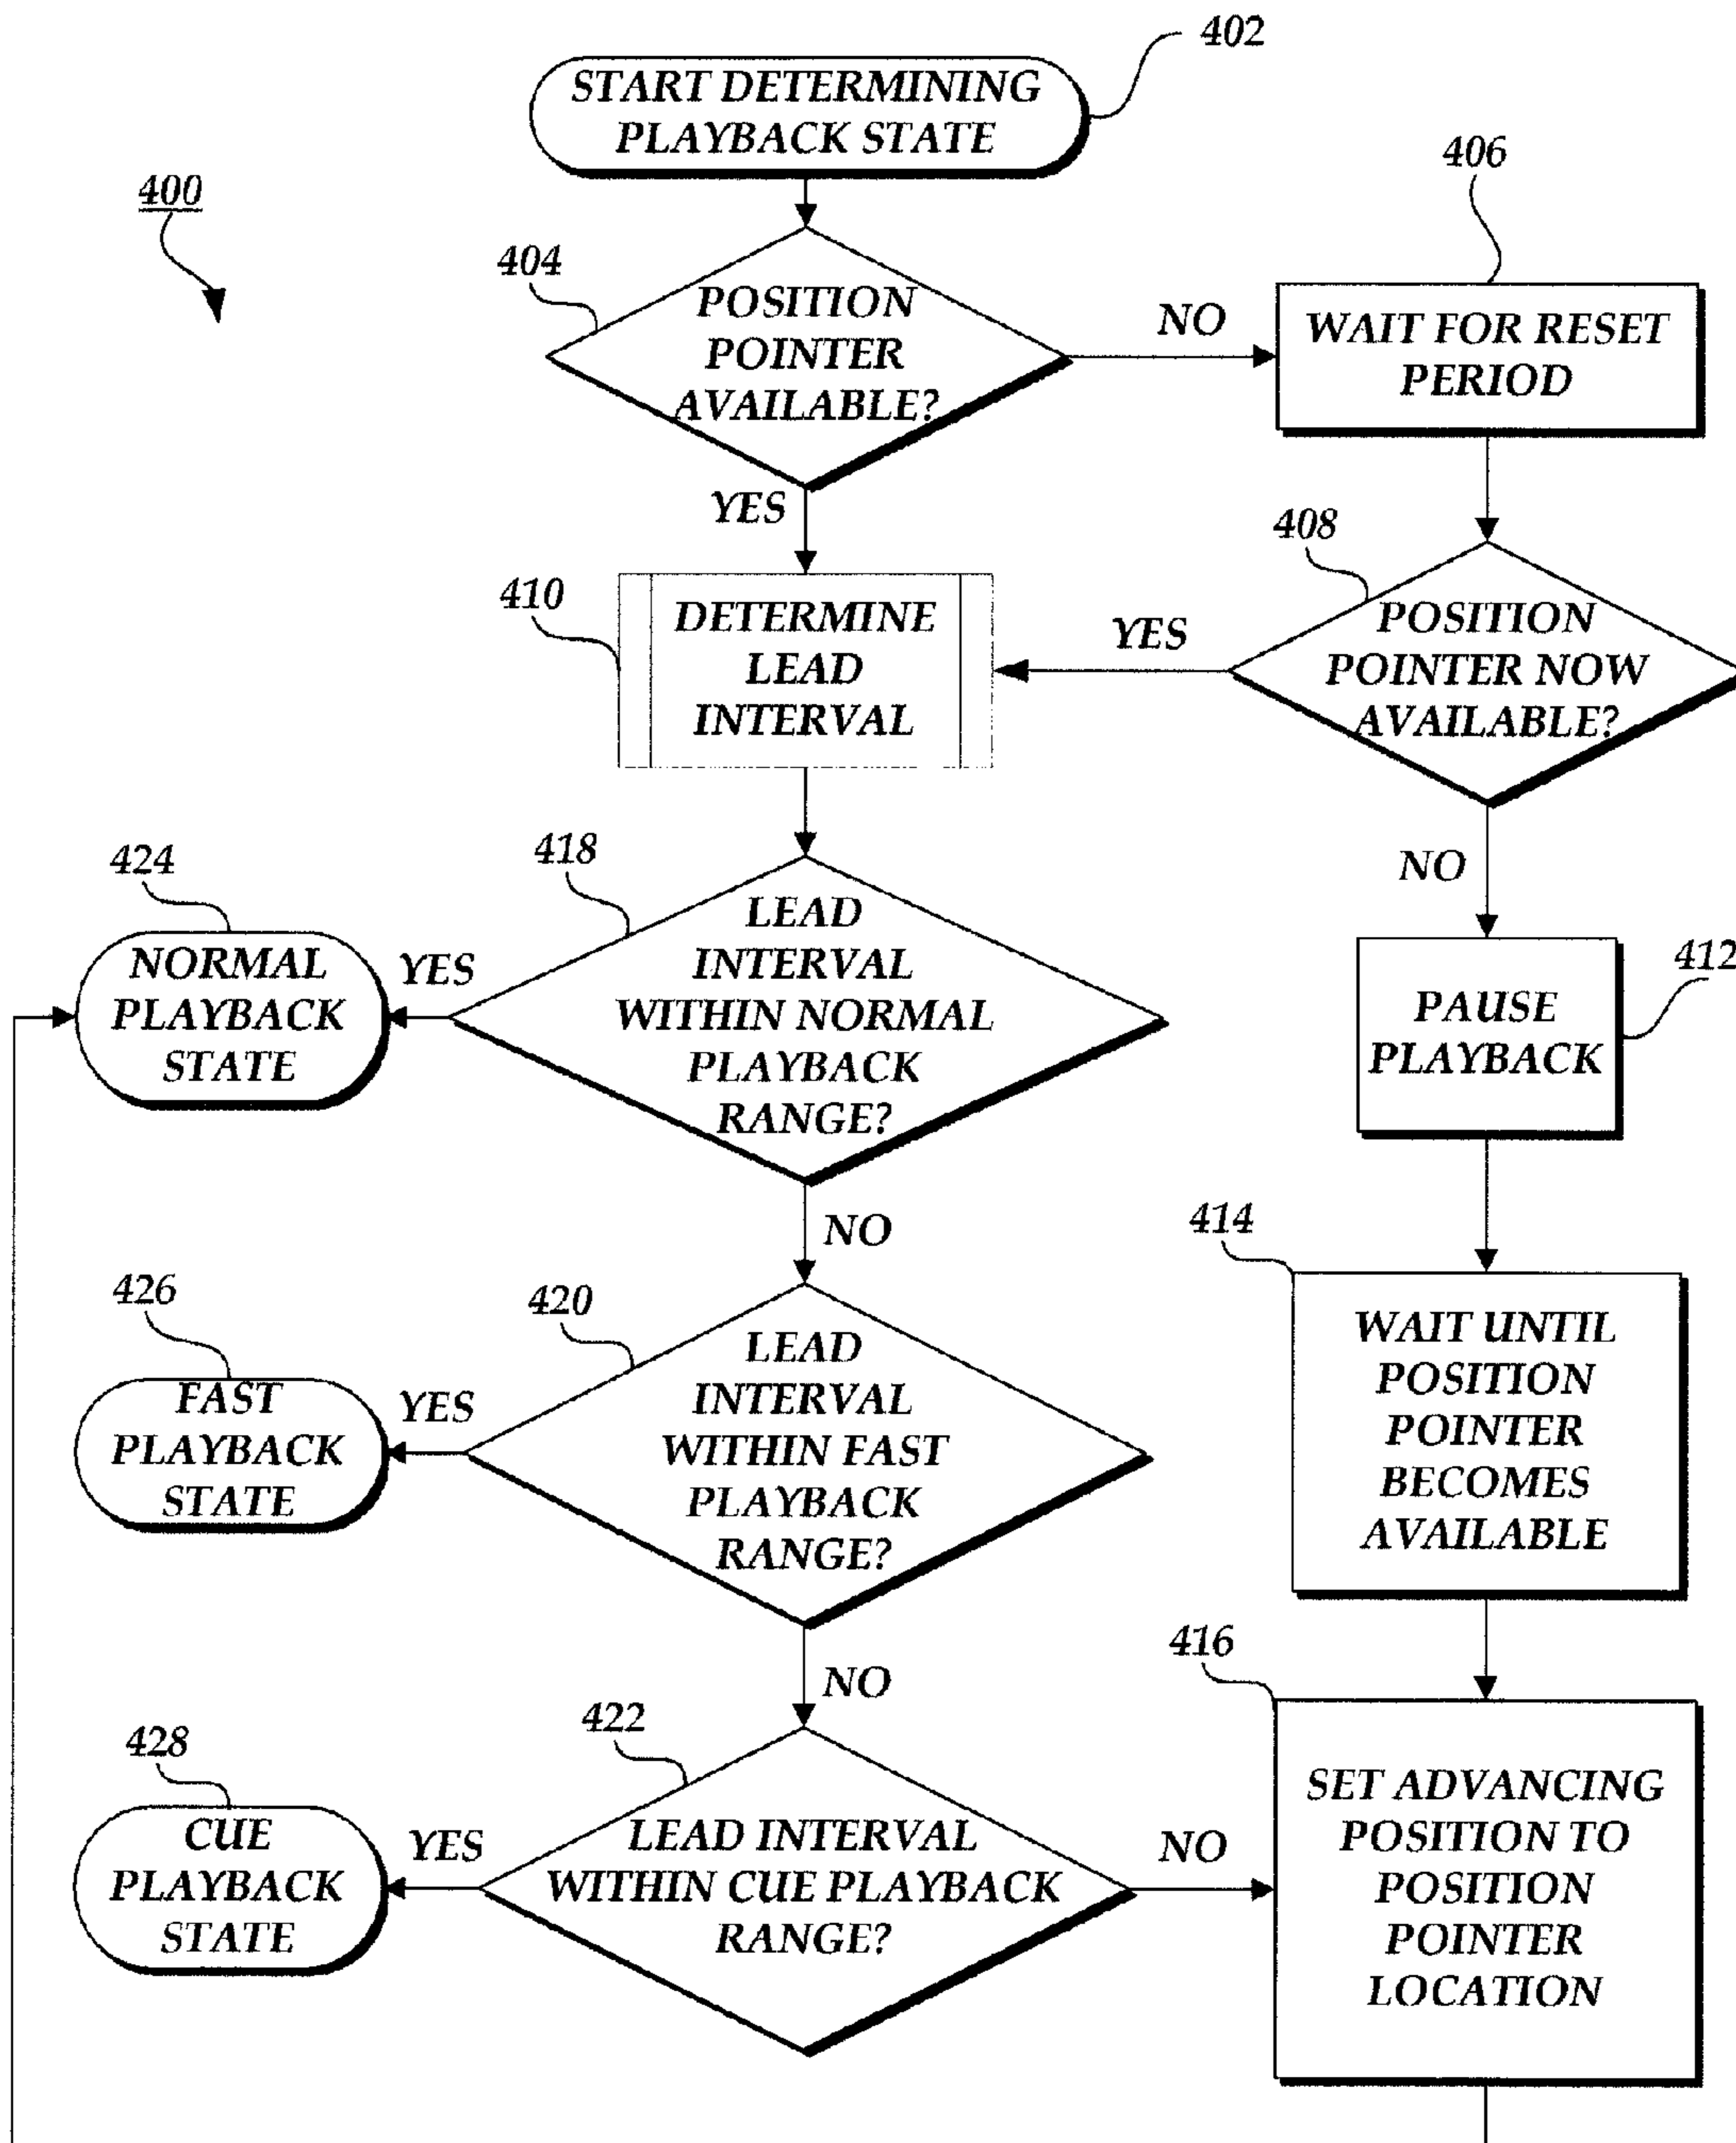 402
START DETERMINING
PLAYBACK STATE
400
404
POSITION
POINTER
AVAILABLE?
NO
406
WAIT FOR RESET
PERIOD
YES
408
POSITION
POINTER NOW
AVAILABLE?
YES
410
DETERMINE
LEAD
INTERVAL
NO
412
PAUSE
PLAYBACK
418
LEAD
INTERVAL
WITHIN NORMAL
PLAYBACK
RANGE?
YES
424
NORMAL
PLAYBACK
STATE
NO
414
WAIT UNTIL
POSITION
POINTER
BECOMES
AVAILABLE
420
LEAD
INTERVAL
WITHIN FAST
PLAYBACK
RANGE?
YES
426
FAST
PLAYBACK
STATE
NO
416
SET ADVANCING
POSITION TO
POSITION
POINTER
LOCATION
422
LEAD INTERVAL
WITHIN CUE PLAYBACK
RANGE?
NO
YES
428
CUE
PLAYBACK
STATE